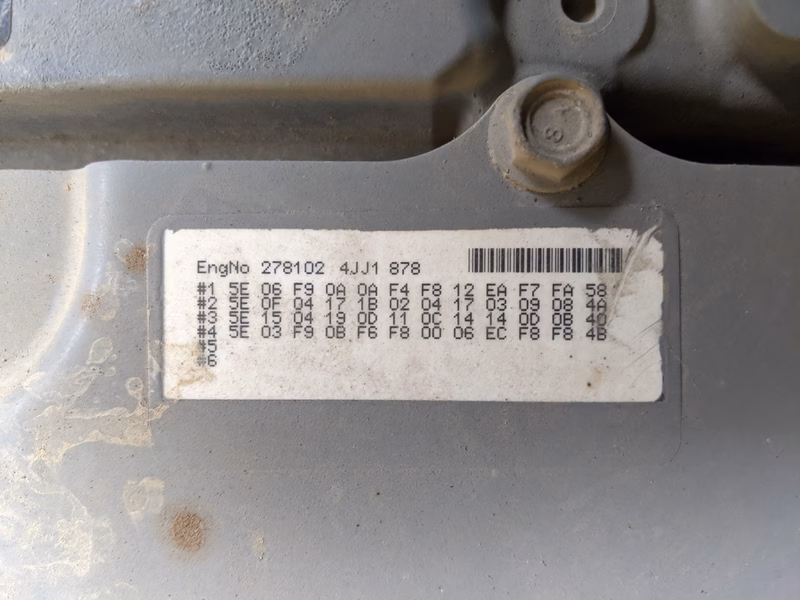 EngNo 278102 4JJ1 878
#1 5E 06 F9 0A 0A F4 F8 12 EA F7 FA 58
#2 5E 0F 04 17 1B 02 04 17 03 09 08 4A
#3 5E 15 04 19 0D 11 0C 14 14 0D 0B 4D
#4 5E 03 F9 0B F6 F8 00 06 EC F8 F8 4B
#5
#6
8